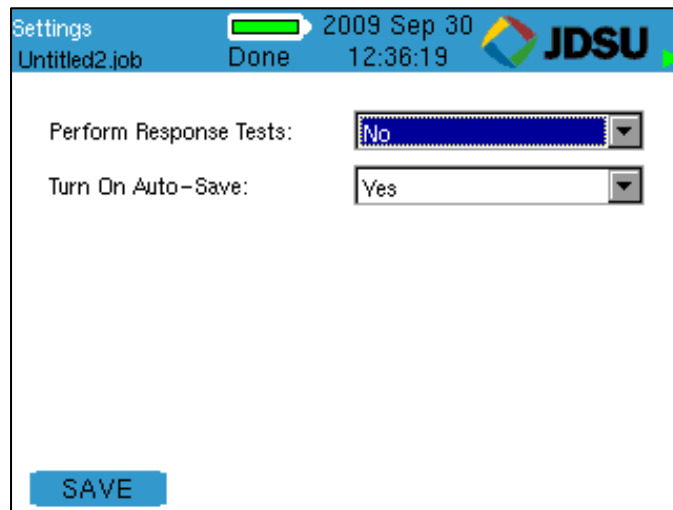 Settings
Untitled2.job
Done
2009 Sep 30
12:36:19
JDSU
Perform Response Tests: No
Turn On Auto-Save: Yes
SAVE